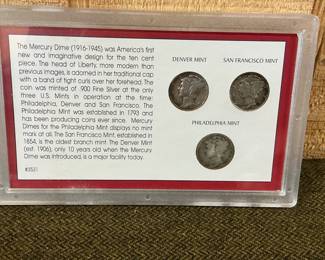 The Mercury Dime (1916-1945) was America's first
new and imaginative design for the ten cent
piece. The head of Liberty, more modern than
previous images, is adorned in her traditional cap
with a band of tight curls over her forehead. The
coin was minted of .900 Fine Silver at the only
three U.S. Mints in operation at the time:
Philadelphia, Denver and San Francisco. The
Philadelphia Mint was established in 1793 and
has been producing coins ever since. Mercury
Dimes for the Philadelphia Mint display no mint
mark at all. The San Francisco Mint, established in
1854, is the oldest branch mint. The Denver Mint
(est. 1906), only 10 years old when the Mercury
Dime was introduced, is a major facility today.
#3531
DENVER MINT
SAN FRANCISCO MINT
PHILADELPHIA MINT